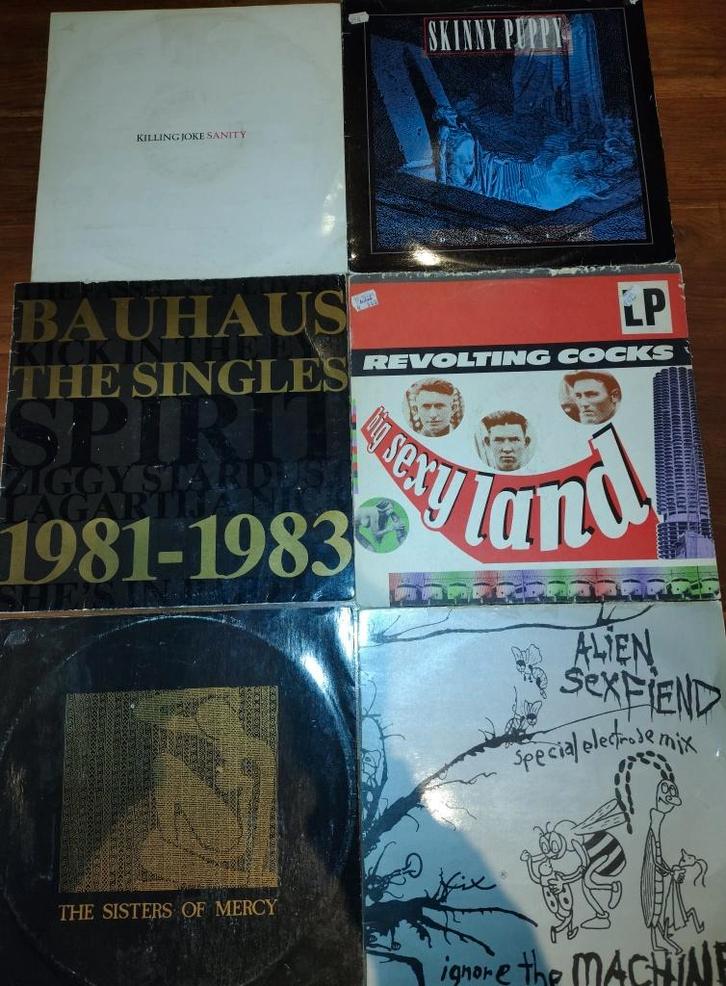 KILLING JOKE SANITY
SKINNY PUPPY
BAUHAUS
KICK IN THE EYE
THE SINGLES
SPIRIT
ZIGGY STARDUST
LAGARTIJA NICK
1981-1983
SHE'S IN
LP
REVOLTING COCKS
big sexy land
THE SISTERS OF MERCY
ALiEN
SexFiEND
special electrode mix
fix
ignore the MACHINE